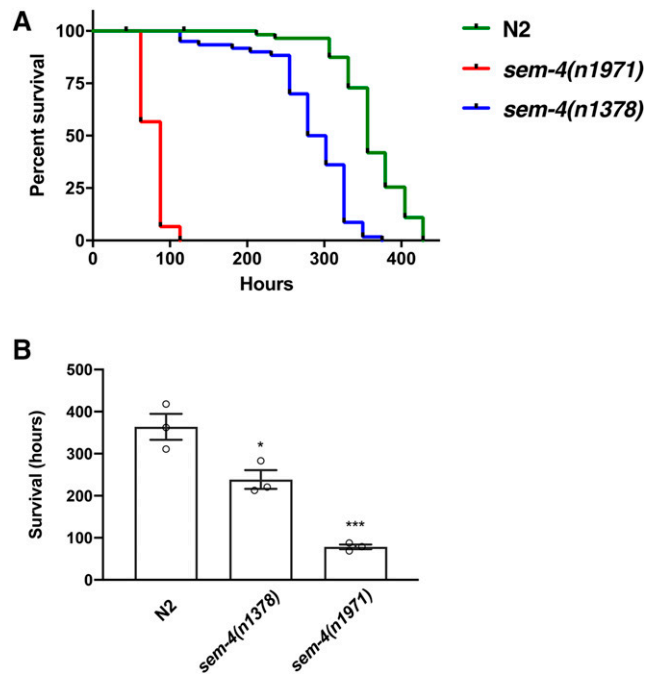 A
Percent survival
100
75
50
25
0
0 100 200 300 400
Hours
N2
sem-4(n1971)
sem-4(n1378)
B
Survival (hours)
500
400
300
200
100
0
*
***
N2
sem-4(n1378)
sem-4(n1971)